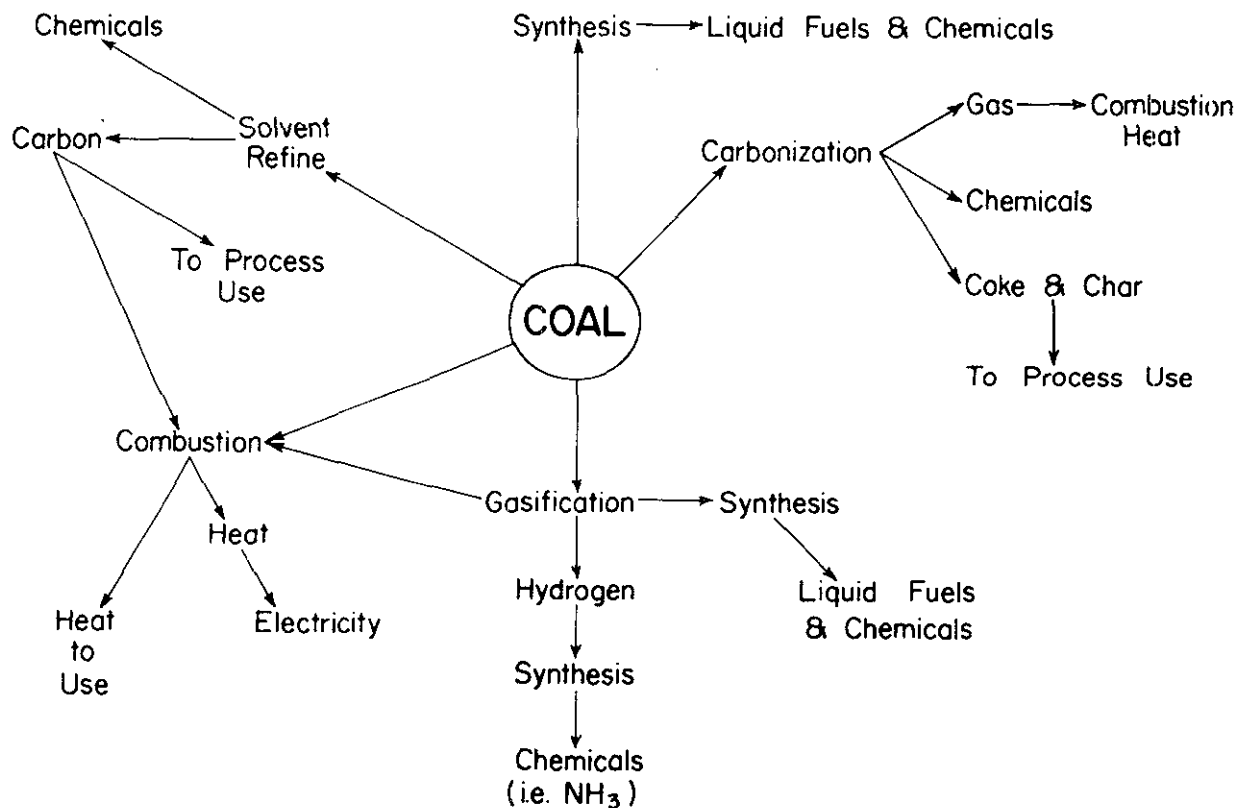 Chemicals
Synthesis
Liquid Fuels & Chemicals
Gas
Combustion
Heat
Carbon
Solvent
Refine
Carbonization
Chemicals
To Process
Use
Coke & Char
COAL
To Process Use
Combustion
Gasification
Synthesis
Heat
Hydrogen
Liquid Fuels
& Chemicals
Heat
to
Use
Electricity
Synthesis
Chemicals
(i.e. NH₃)